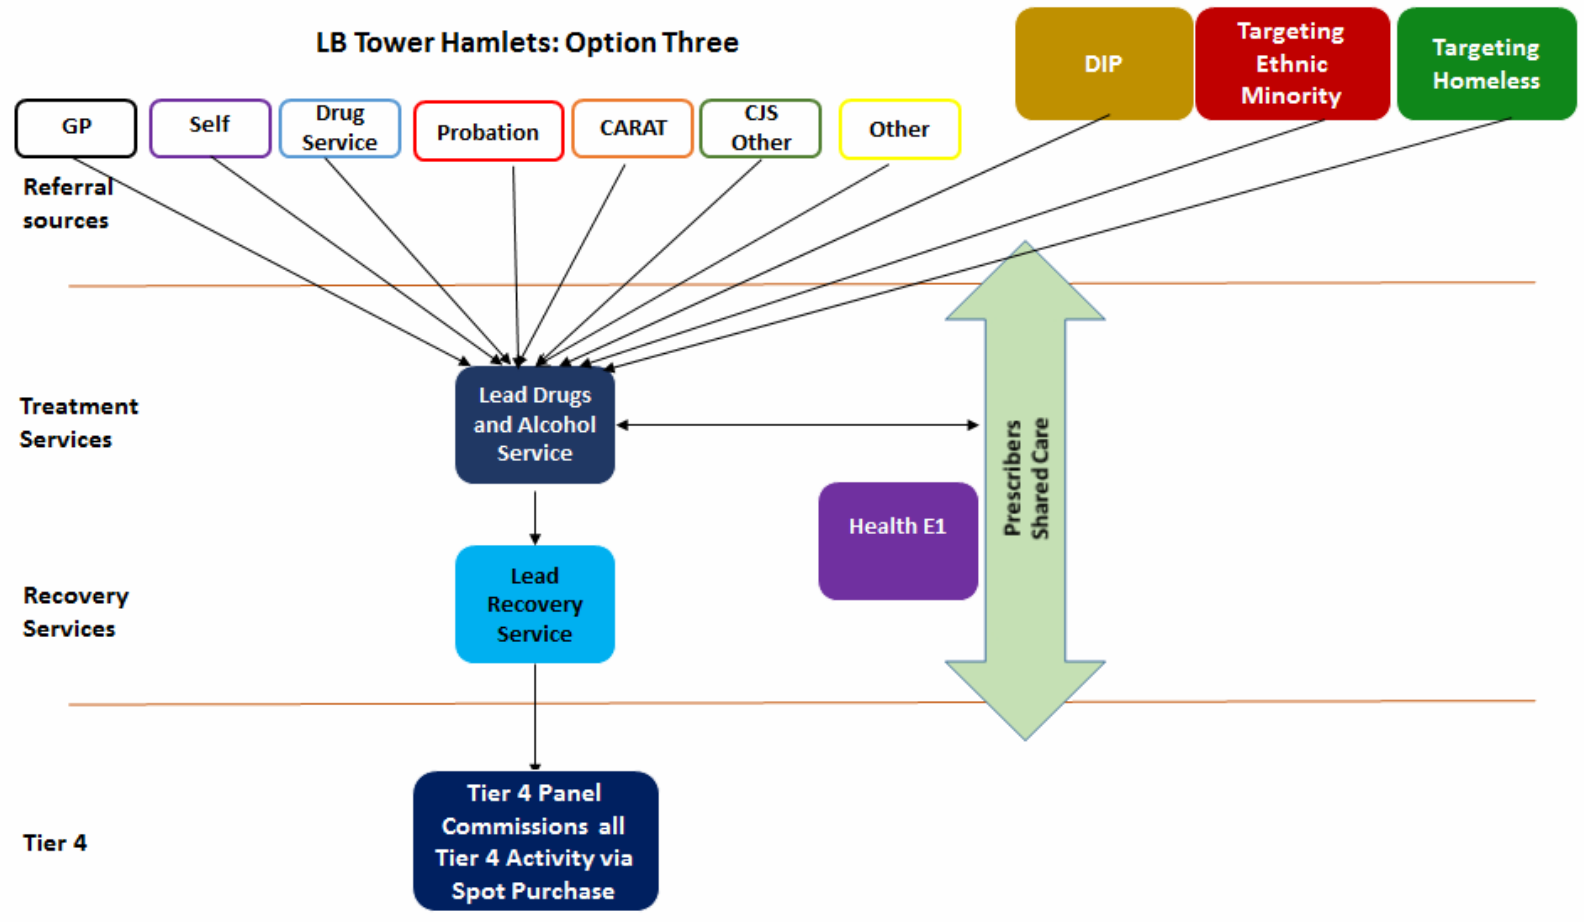 LB Tower Hamlets: Option Three
DIP
Targeting
Ethnic
Minority
Targeting
Homeless
GP
Self
Drug
Service
Probation
CARAT
CJS
Other
Other
Referral
sources
Treatment
Services
Lead Drugs
and Alcohol
Service
Prescribers
Shared Care
Health E1
Recovery
Services
Lead
Recovery
Service
Tier 4
Tier 4 Panel
Commissions all
Tier 4 Activity via
Spot Purchase